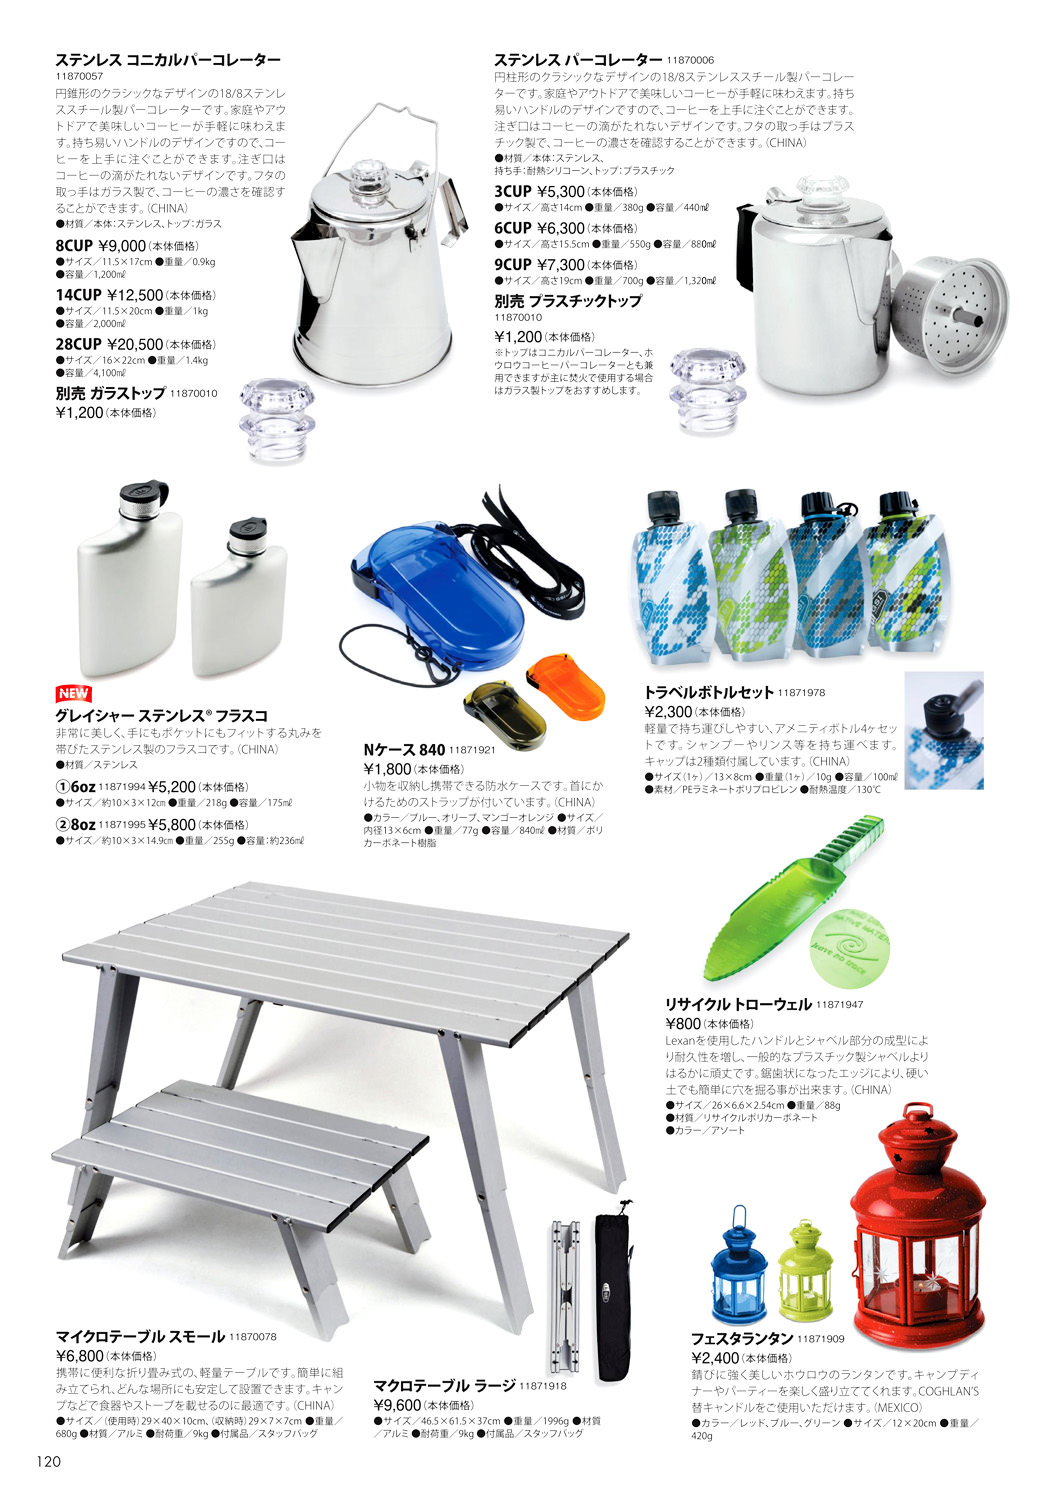 ステンレス コニカルパーコレーター
11870057
円錐形のクラシックなデザインの18/8ステンレ
ススチール製パーコレーターです。家庭やアウ
トドアで美味しいコーヒーが手軽に味わえま
す。持ち易いハンドルのデザインですので、コー
ヒーを上手に注ぐことができます。注ぎ口は
コーヒーの滴がたれないデザインです。フタの
取っ手はガラス製で、コーヒーの濃さを確認す
ることができます。（CHINA）
●材質／本体：ステンレス、トップ：ガラス
8CUP ¥9,000（本体価格）
●サイズ／11.5×17cm ●重量／0.9kg
●容量／1,200㎖
14CUP ¥12,500（本体価格）
●サイズ／11.5×20cm ●重量／1kg
●容量／2,000㎖
28CUP ¥20,500（本体価格）
●サイズ／16×22cm ●重量／1.4kg
●容量／4,100㎖
別売 ガラストップ 11870010
¥1,200（本体価格）
ステンレス パーコレーター 11870006
円柱形のクラシックなデザインの18/8ステンレススチール製パーコレー
ターです。家庭やアウトドアで美味しいコーヒーが手軽に味わえます。持ち
易いハンドルのデザインですので、コーヒーを上手に注ぐことができます。
注ぎ口はコーヒーの滴がたれないデザインです。フタの取っ手はプラス
チック製で、コーヒーの濃さを確認することができます。（CHINA）
●材質／本体：ステンレス、
持ち手：耐熱シリコーン、トップ：プラスチック
3CUP ¥5,300（本体価格）
●サイズ／高さ14cm ●重量／380g ●容量／440㎖
6CUP ¥6,300（本体価格）
●サイズ／高さ15.5cm ●重量／550g ●容量／880㎖
9CUP ¥7,300（本体価格）
●サイズ／高さ19cm ●重量／700g ●容量／1,320㎖
別売 プラスチックトップ
11870010
¥1,200（本体価格）
※トップはコニカルパーコレーター、ホ
ウロウコーヒーパーコレーターとも兼
用できますが主に焚火で使用する場合
はガラス製トップをおすすめします。
NEW
グレイシャー ステンレス® フラスコ
非常に美しく、手にもポケットにもフィットする丸みを
帯びたステンレス製のフラスコです。（CHINA）
●材質／ステンレス
①6oz 11871994 ¥5,200（本体価格）
●サイズ／約10×3×12cm ●重量／218g ●容量／175㎖
②8oz 11871995 ¥5,800（本体価格）
●サイズ／約10×3×14.9cm ●重量／255g ●容量：約236㎖
Nケース 840 11871921
¥1,800（本体価格）
小物を収納し携帯できる防水ケースです。首にか
けるためのストラップが付いています。（CHINA）
●カラー／ブルー、オリーブ、マンゴーオレンジ ●サイズ／
内径13×6cm ●重量／77g ●容量／840㎖ ●材質／ポリ
カーボネート樹脂
トラベルボトルセット 11871978
¥2,300（本体価格）
軽量で持ち運びしやすい、アメニティボトル4ヶセッ
トです。シャンプーやリンス等を持ち運べます。
キャップは2種類付属しています。（CHINA）
●サイズ（1ヶ）／13×8cm ●重量（1ヶ）／10g ●容量／100㎖
●素材／PEラミネートポリプロピレン ●耐熱温度／130℃
leave no trace
リサイクル トローウェル 11871947
¥800（本体価格）
Lexanを使用したハンドルとシャベル部分の成型によ
り耐久性を増し、一般的なプラスチック製シャベルより
はるかに頑丈です。鋸歯状になったエッジにより、硬い
土でも簡単に穴を掘る事が出来ます。（CHINA）
●サイズ／26×6.6×2.54cm ●重量／88g
●材質／リサイクルポリカーボネート
●カラー／アソート
マイクロテーブル スモール 11870078
¥6,800（本体価格）
携帯に便利な折り畳み式の、軽量テーブルです。簡単に組
み立てられ、どんな場所にも安定して設置できます。キャン
プなどで食器やストーブを載せるのに最適です。（CHINA）
●サイズ／（使用時）29×40×10cm、（収納時）29×7×7cm ●重量／
680g ●材質／アルミ ●耐荷重／9kg ●付属品／スタッフバッグ
マクロテーブル ラージ 11871918
¥9,600（本体価格）
●サイズ／46.5×61.5×37cm ●重量／1996g ●材質
／アルミ ●耐荷重／9kg ●付属品／スタッフバッグ
フェスタランタン 11871909
¥2,400（本体価格）
錆びに強く美しいホウロウのランタンです。キャンプディ
ナーやパーティーを楽しく盛り立ててくれます。COGHLAN'S
替キャンドルをご使用いただけます。（MEXICO）
●カラー／レッド、ブルー、グリーン ●サイズ／12×20cm ●重量／
420g
120